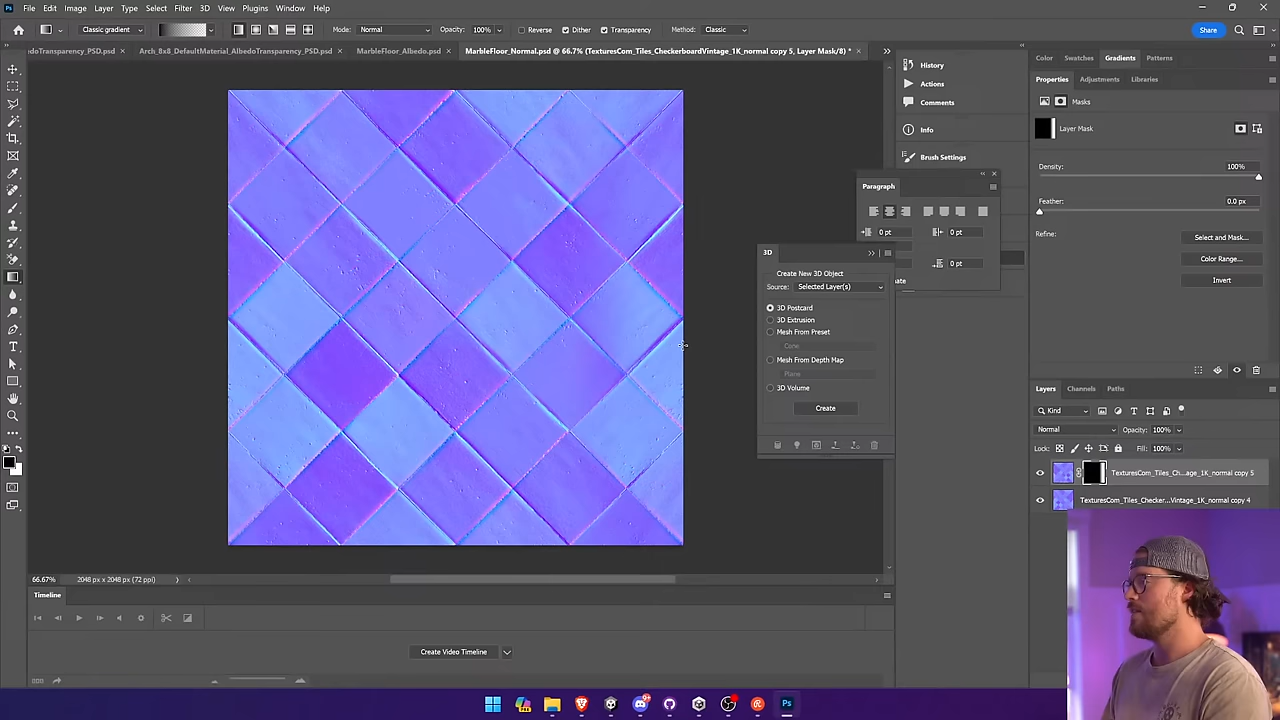 File Edit Image Layer Type Select Filter 3D View Plugins Window Help
Classic gradient Mode: Normal Opacity: 100% Reverse Dither Transparency Method: Classic Share
edoTransparency_PSD.psd × Arch_8x8_DefaultMaterial_AlbedoTransparency_PSD.psd × MarbleFloor_Albedo.psd × MarbleFloor_Normal.psd @ 66.7% (TexturesCom_Tiles_CheckerboardVintage_1K_normal copy 5, Layer Mask/8) * ×
History
Actions
Comments
Info
Brush Settings
Paragraph
0 pt 0 pt
0 pt
ate
3D
Create New 3D Object
Source: Selected Layer(s)
3D Postcard
3D Extrusion
Mesh From Preset
Cone
Mesh From Depth Map
Plane
3D Volume
Create
Color Swatches Gradients Patterns
Properties Adjustments Libraries
Masks
Layer Mask
Density: 100%
Feather: 0.0 px
Refine: Select and Mask...
Color Range...
Invert
Layers Channels Paths
Kind
Normal Opacity: 100%
Lock: Fill: 100%
TexturesCom_Tiles_Ch...age_1K_normal copy 5
TexturesCom_Tiles_Checker...Vintage_1K_normal copy 4
66.67% 2048 px x 2048 px (72 ppi)
Timeline
Create Video Timeline
Ps